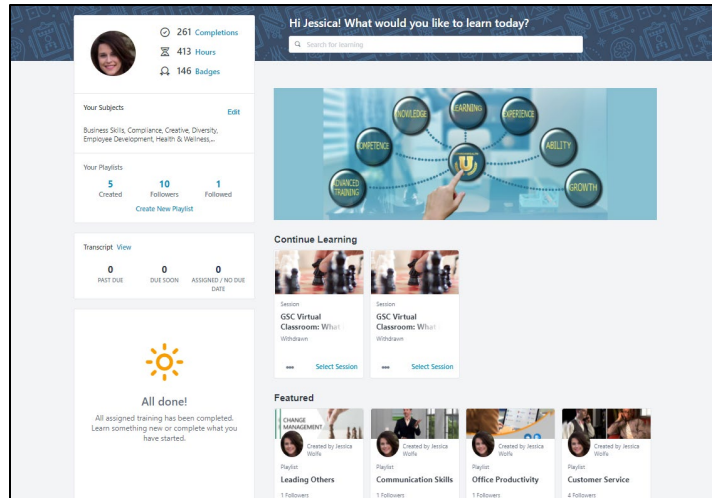 261 Completions
413 Hours
146 Badges
Hi Jessica! What would you like to learn today?
Search for learning
Your Subjects
Edit
Business Skills, Compliance, Creative, Diversity,
Employee Development, Health & Wellness,...
Your Playlists
5
10
1
Created
Followers
Followed
Create New Playlist
Transcript View
0
0
0
PAST DUE
DUE SOON
ASSIGNED / NO DUE
DATE
All done!
All assigned training has been completed.
Learn something new or complete what you
have started.
ADVANCED
TRAINING
COMPETENCE
KNOWLEDGE
LEARNING
EXPERIENCE
ABILITY
GROWTH
U
Continue Learning
Session
GSC Virtual
Classroom: What
Withdrawn
Select Session
Session
GSC Virtual
Classroom: What
Withdrawn
Select Session
Featured
CHANGE
MANAGEMENT
Created by Jessica
Wolfe
Playlist
Leading Others
1 Followers
Created by Jessica
Wolfe
Playlist
Communication Skills
1 Followers
Created by Jessica
Wolfe
Playlist
Office Productivity
1 Followers
Created by Jessica
Wolfe
Playlist
Customer Service
4 Followers